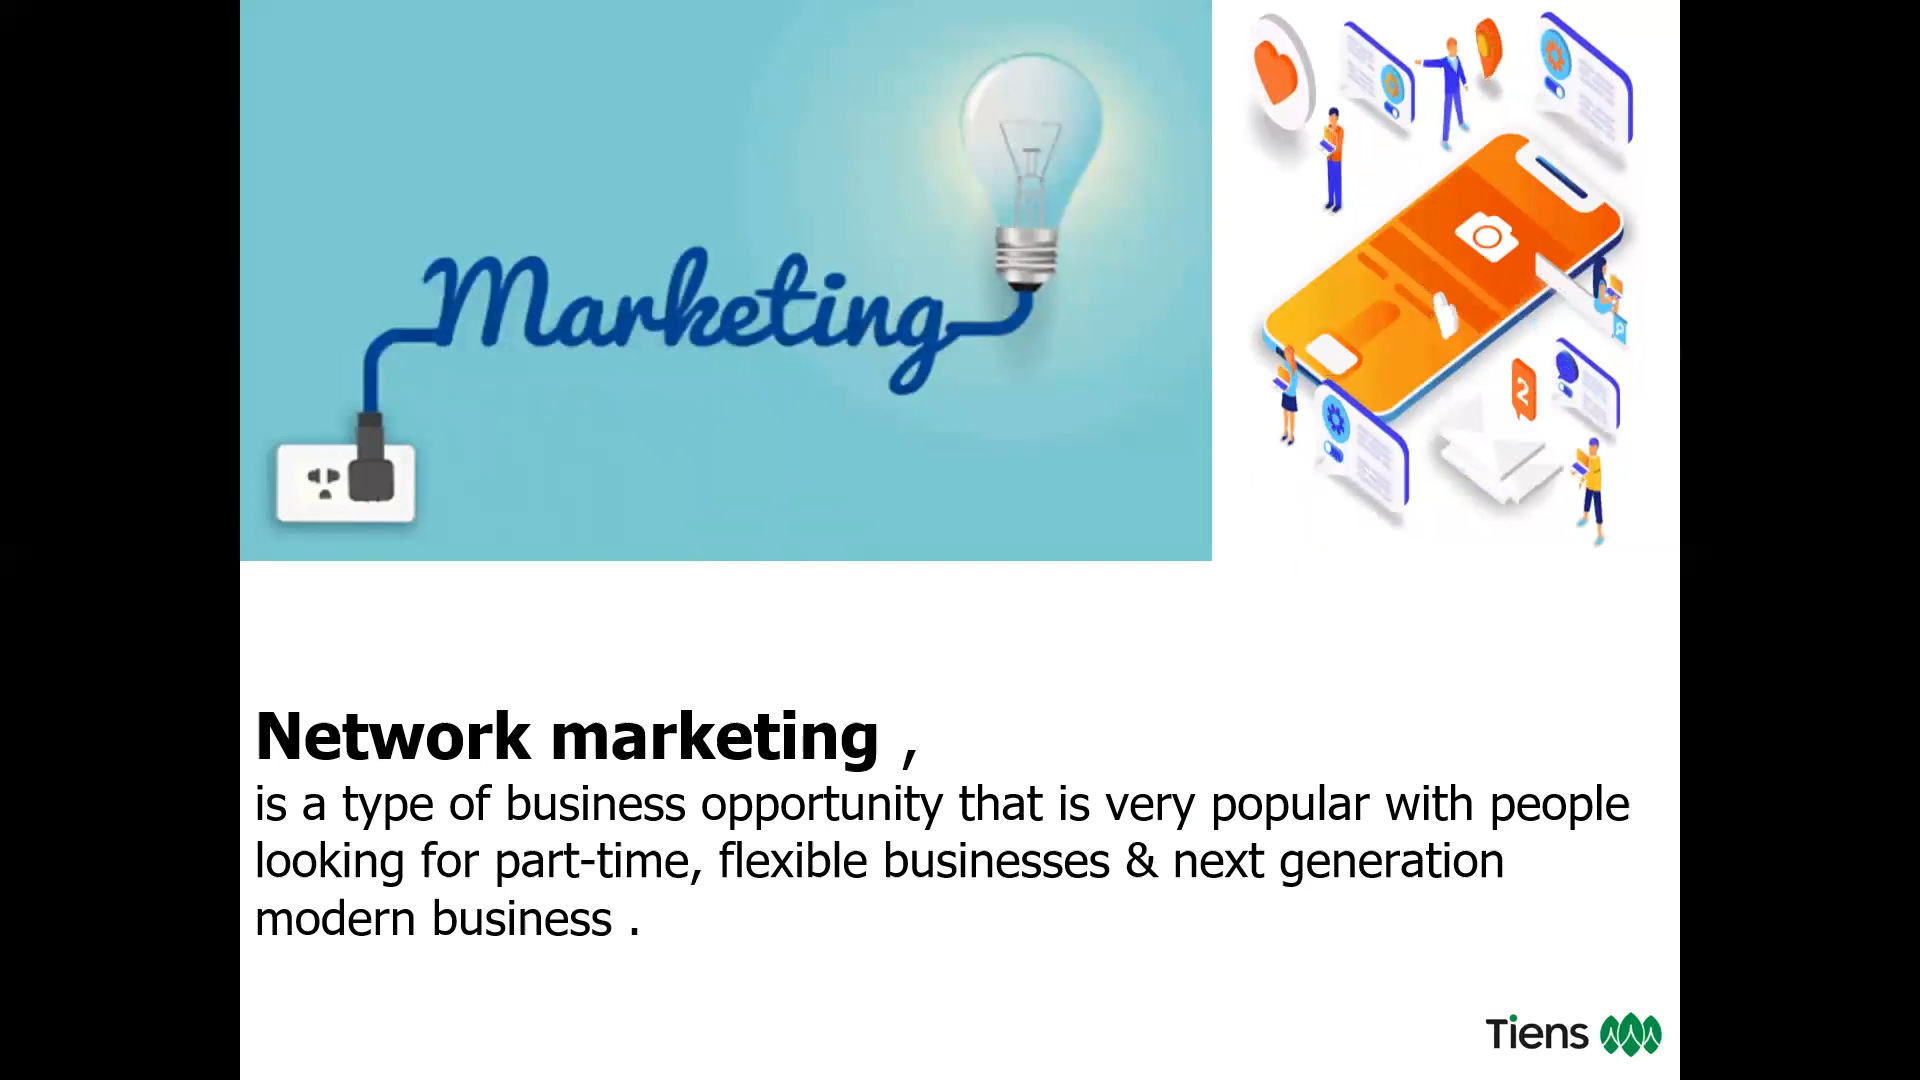 Marketing
2
Network marketing ,
is a type of business opportunity that is very popular with people
looking for part-time, flexible businesses & next generation
modern business .
Tiens